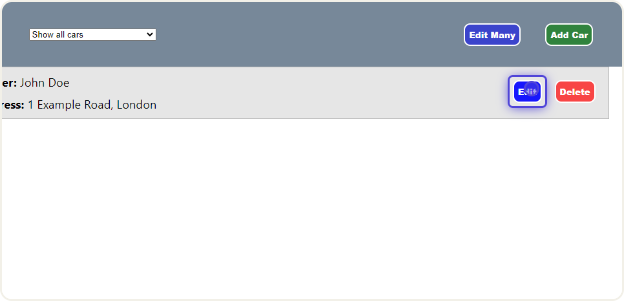 Show all cars
Edit Many
Add Car
er: John Doe
Edit
Delete
ress: 1 Example Road, London